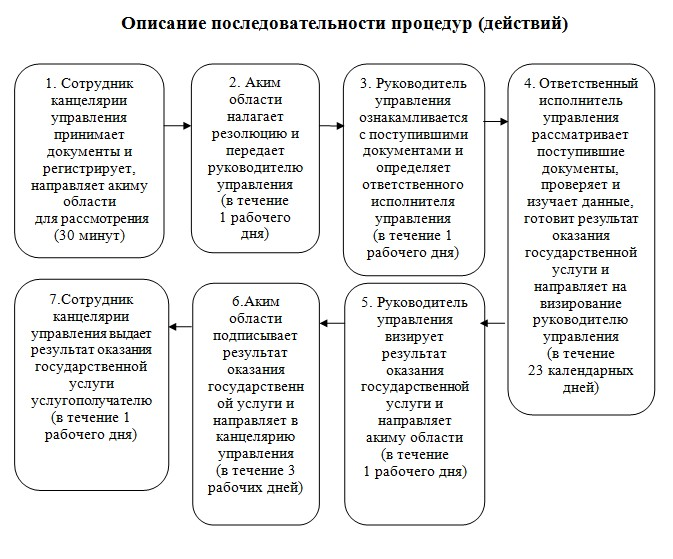 Описание последовательности процедур (действий)
1. Сотрудник
канцелярии
управления
принимает
документы и
регистрирует,
направляет акиму
области
для рассмотрения
(30 минут)
2. Аким
области
налагает
резолюцию и
передает
руководителю
управления
(в течение
1 рабочего
дня)
3. Руководитель
управления
ознакамливается
с поступившими
документами и
определяет
ответственного
исполнителя
управления
(в течение 1
рабочего дня)
4. Ответственный
исполнитель
управления
рассматривает
поступившие
документы,
проверяет и
изучает данные,
готовит результат
оказания
государственной
услуги и
направляет на
визирование
руководителю
управления
(в течение
23 календарных
дней)
5. Руководитель
управления
визирует
результат
оказания
государственной
услуги и
направляет
акиму области
(в течение
1 рабочего дня)
6.Аким
области
подписывает
результат
оказания
государственн
ой услуги и
направляет в
канцелярию
управления
(в течение 3
рабочих дней)
7.Сотрудник
канцелярии
управления выдает
результат оказания
государственной
услуги
услугополучателю
(в течение 1
рабочего дня)